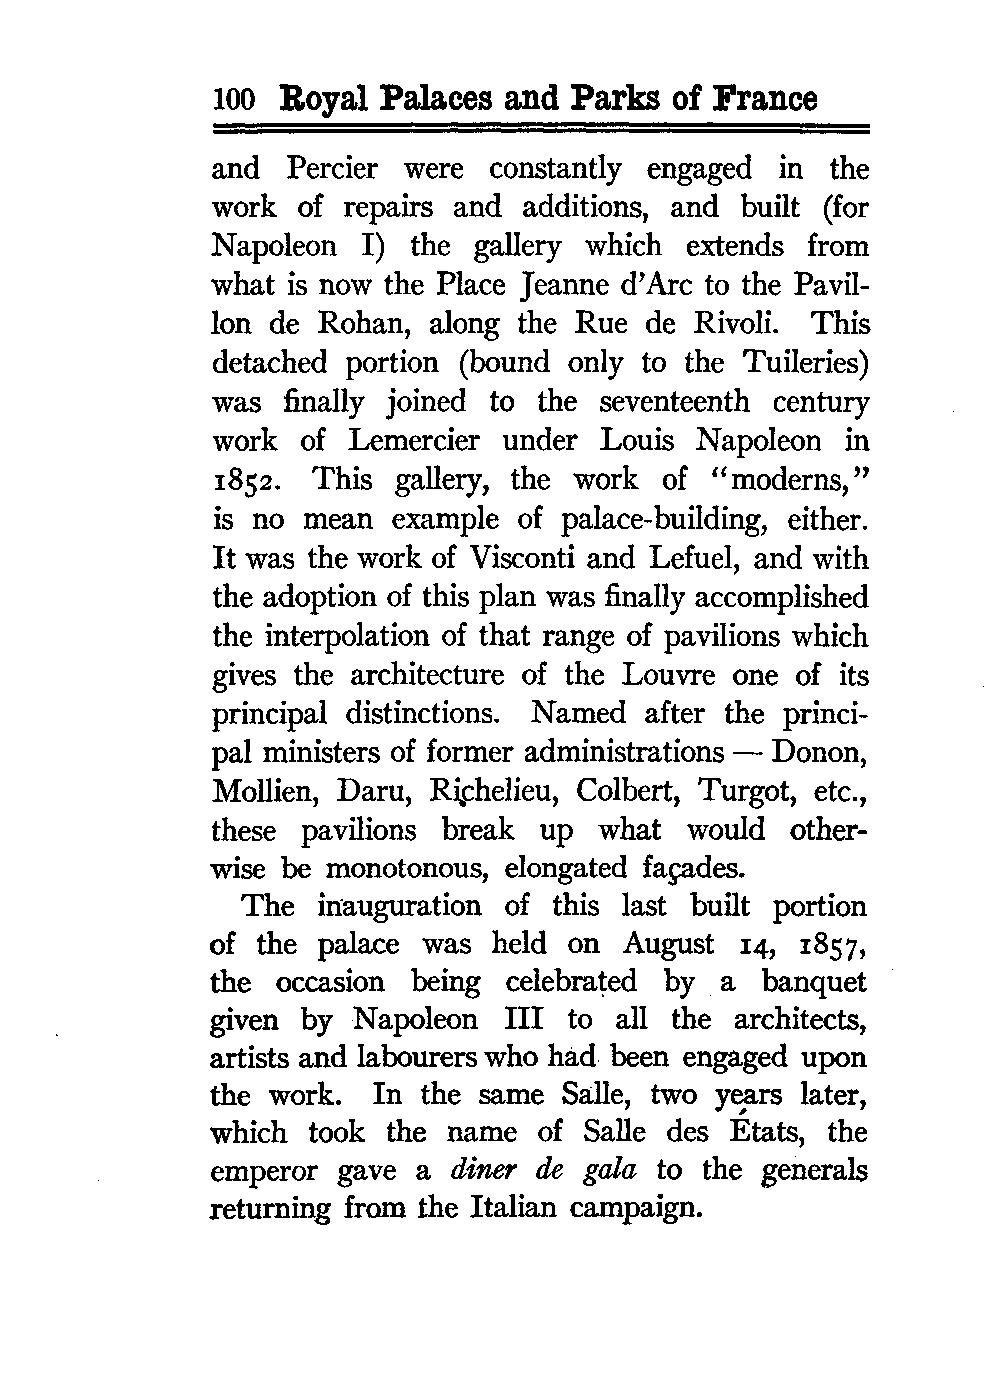 100 Royal Palaces and Parks of France
and Percier were constantly engaged in the
work of repairs and additions, and built (for
Napoleon I) the gallery which extends from
what is now the Place Jeanne d'Arc to the Pavil-
lon de Rohan, along the Rue de Rivoli. This
detached portion (bound only to the Tuileries)
was finally joined to the seventeenth century
work of Lemercier under Louis Napoleon in
1852. This gallery, the work of "moderns,"
is no mean example of palace-building, either.
It was the work of Visconti and Lefuel, and with
the adoption of this plan was finally accomplished
the interpolation of that range of pavilions which
gives the architecture of the Louvre one of its
principal distinctions. Named after the princi-
pal ministers of former administrations — Donon,
Mollien, Daru, Richelieu, Colbert, Turgot, etc.,
these pavilions break up what would other-
wise be monotonous, elongated façades.
The inauguration of this last built portion
of the palace was held on August 14, 1857,
the occasion being celebrated by a banquet
given by Napoleon III to all the architects,
artists and labourers who had been engaged upon
the work. In the same Salle, two years later,
which took the name of Salle des États, the
emperor gave a diner de gala to the generals
returning from the Italian campaign.